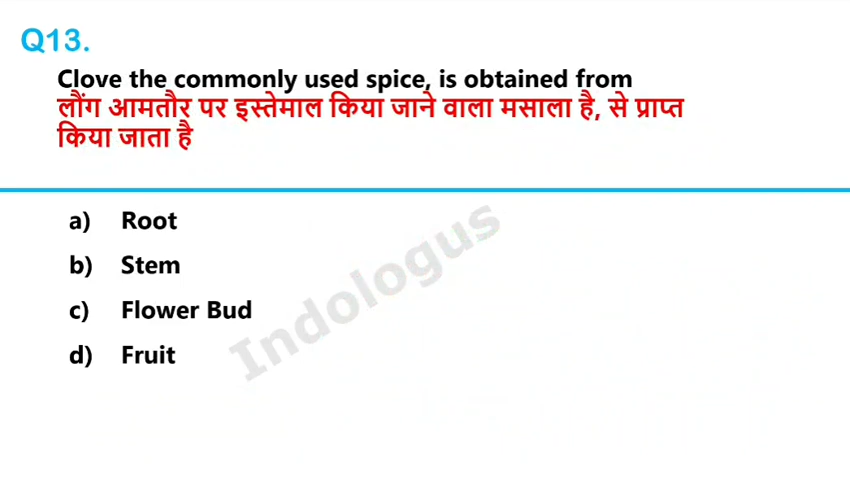 Q13.
Clove the commonly used spice, is obtained from
लौंग आमतौर पर इस्तेमाल किया जाने वाला मसाला है, से प्राप्त
किया जाता है
a) Root
b) Stem
c) Flower Bud
d) Fruit
Indologus